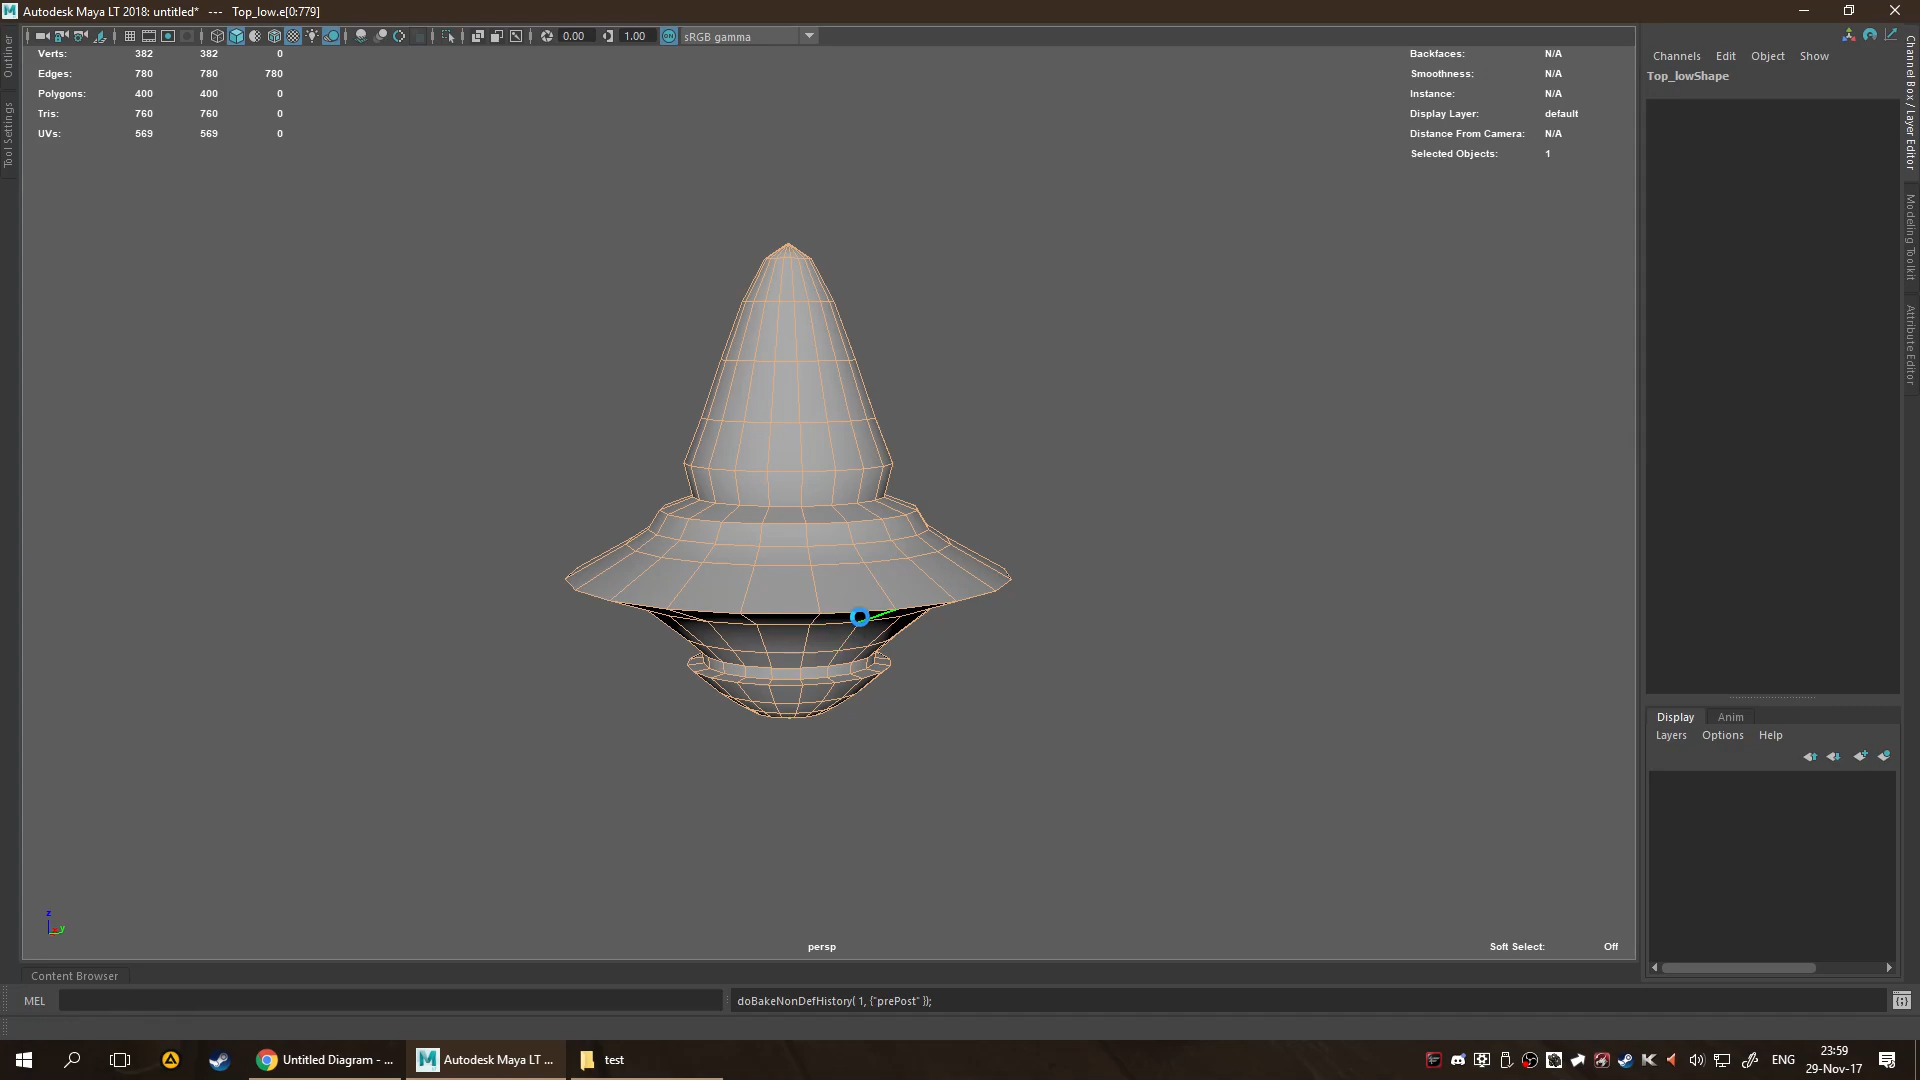 Autodesk Maya LT 2018: untitled*   ---   Top_low.e[0:779]
0.00
1.00
ON
sRGB gamma
Outliner
Tool Settings
Verts: 382 382 0
Edges: 780 780 780
Polygons: 400 400 0
Tris: 760 760 0
UVs: 569 569 0
Backfaces: N/A
Smoothness: N/A
Instance: N/A
Display Layer: default
Distance From Camera: N/A
Selected Objects: 1
Channels Edit Object Show
Top_lowShape
Channel Box / Layer Editor
Modeling Toolkit
Attribute Editor
Display Anim
Layers Options Help
z
y
persp
Soft Select: Off
Content Browser
MEL
doBakeNonDefHistory( 1, {"prePost" });
Untitled Diagram - ...
Autodesk Maya LT ...
test
ENG
23:59
29-Nov-17